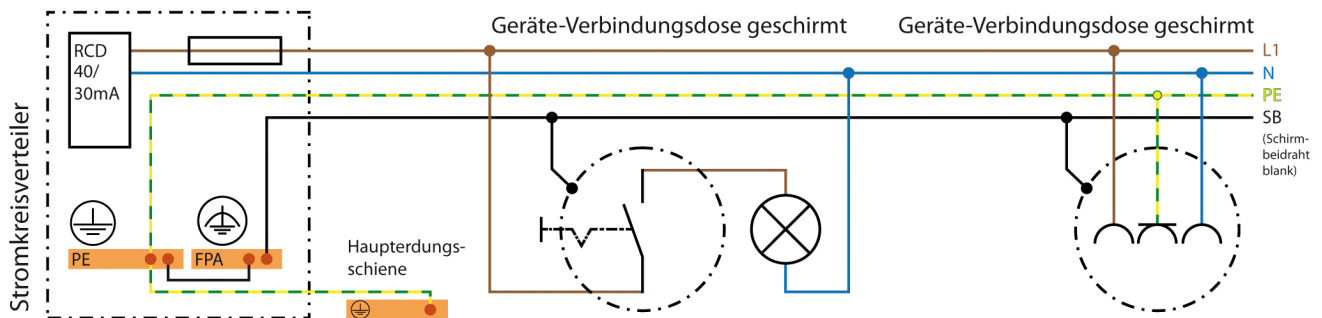 Geräte-Verbindungsdose geschirmt
Geräte-Verbindungsdose geschirmt
RCD
40/
30mA
L1
N
PE
SB
(Schirm-
beidraht
blank)
Stromkreisverteiler
PE
FPA
Haupterdungs-
schiene